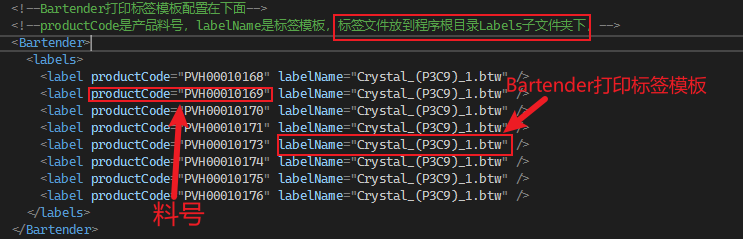 <!--Bartender打印标签模板配置在下面-->
<!--productCode是产品料号，labelName是标签模板，标签文件放到程序根目录Labels子文件夹下，-->
<Bartender>
<labels>
<label productCode="PVH00010168" labelName="Crystal_(P3C9)_1.btw" />
<label productCode="PVH00010169" labelName="Crystal_(P3C9)_1.btw" />
Bartender打印标签模板
<label productCode="PVH00010170" labelName="Crystal_(P3C9)_1.btw" />
<label productCode="PVH00010171" labelName="Crystal_(P3C9)_1.btw" />
<label productCode="PVH00010173" labelName="Crystal_(P3C9)_1.btw" />
<label productCode="PVH00010174" labelName="Crystal_(P3C9)_1.btw" />
<label productCode="PVH00010175" labelName="Crystal_(P3C9)_1.btw" />
<label productCode="PVH00010176" labelName="Crystal_(P3C9)_1.btw" />
料号
</labels>
</Bartender>